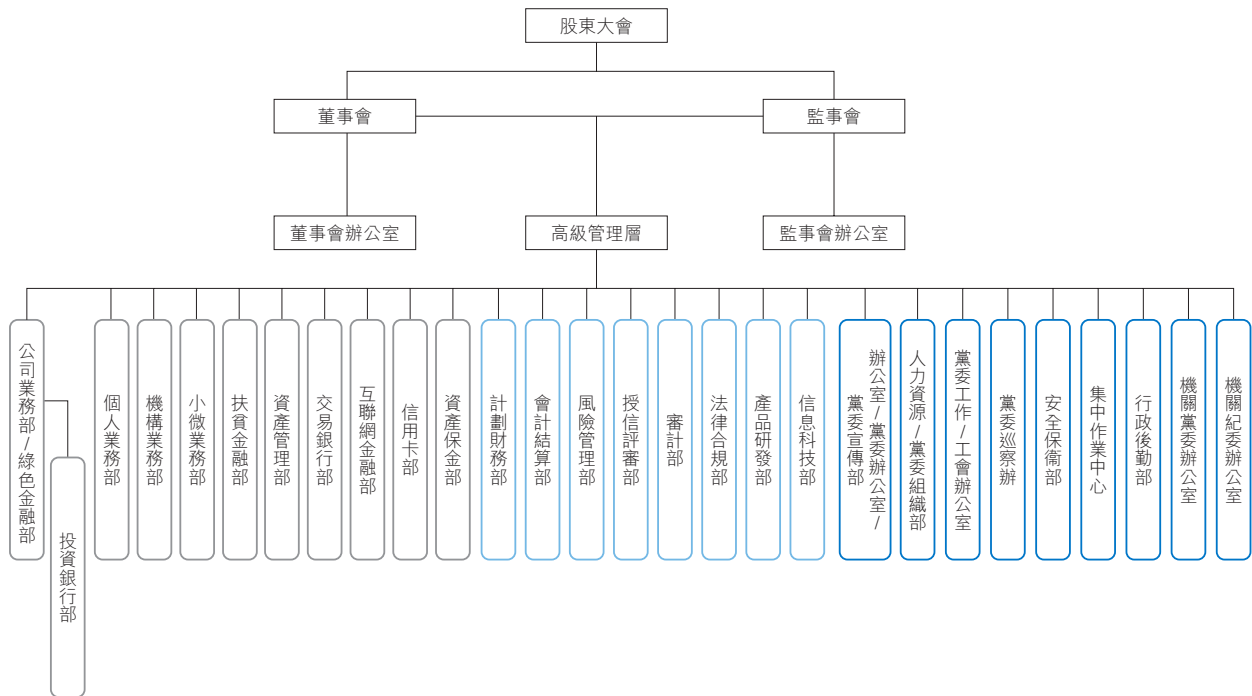 股東大會
董事會
監事會
董事會辦公室
高級管理層
監事會辦公室
公司業務部/綠色金融部
投資銀行部
個人業務部
機構業務部
小微業務部
扶貧金融部
資產管理部
交易銀行部
互聯網金融部
信用卡部
資產保全部
計劃財務部
會計結算部
風險管理部
授信評審部
審計部
法律合規部
產品研發部
信息科技部
辦公室/黨委辦公室/
黨委宣傳部
人力資源/黨委組織部
黨委工作/工會辦公室
黨委巡察辦
安全保衞部
集中作業中心
行政後勤部
機關黨委辦公室
機關紀委辦公室